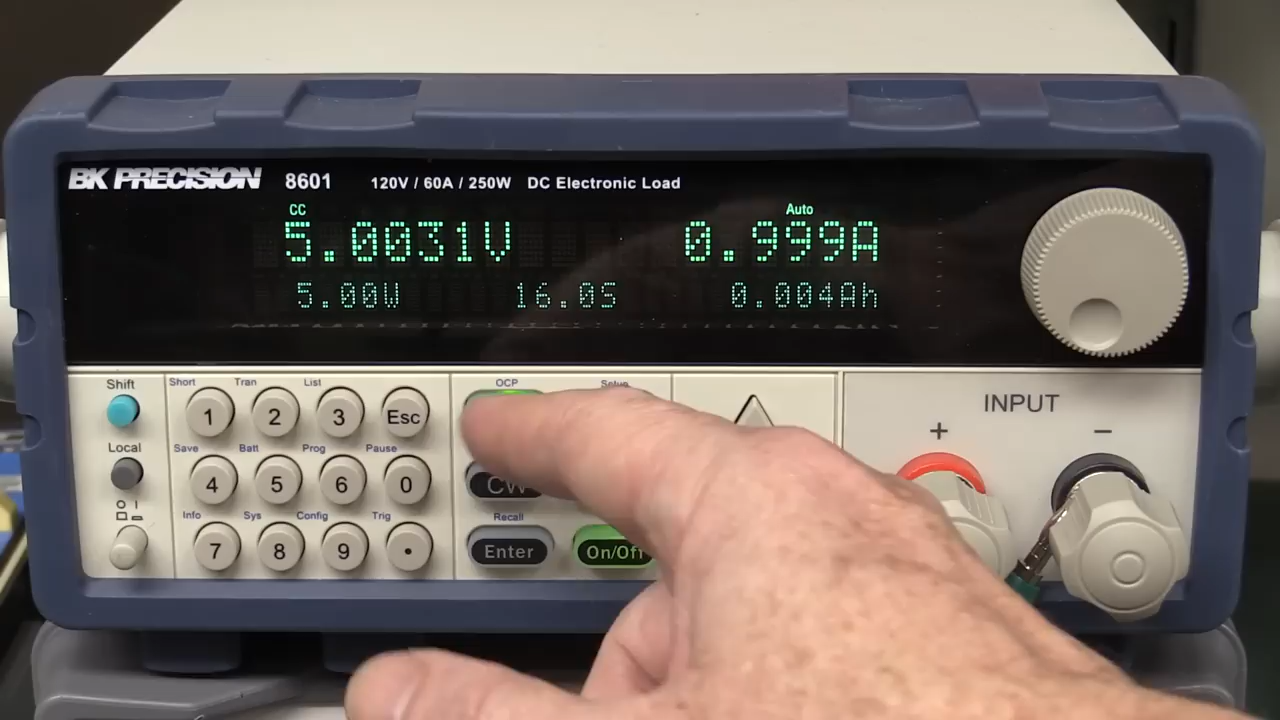 BK PRECISION 8601 120V / 60A / 250W DC Electronic Load
CC Auto
5.0031V 0.999A
5.00W 16.0S 0.004Ah
Shift Short Tran List OCP
1 2 3 Esc
INPUT
Local Save Batt Prog Pause + −
4 5 6 0 CW
O I Info Sys Config Trig Recall
7 8 9 • Enter On/Off